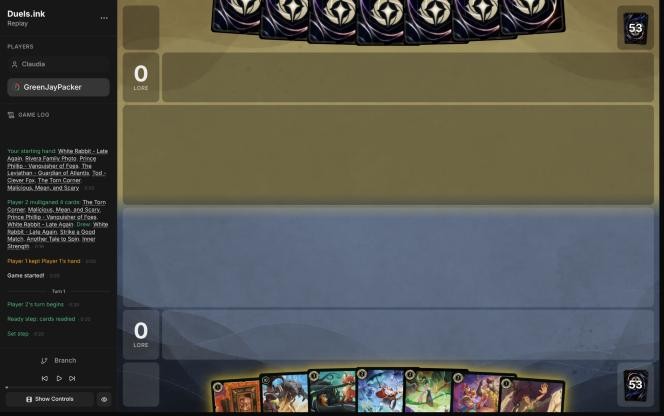 Duels.ink
Replay
PLAYERS
Claudia
GreenJayPacker
GAME LOG
Your starting hand: White Rabbit - Late
Again, Rivera Family Photo, Prince
Phillip - Vanquisher of Foes, The
Leviathan - Guardian of Atlantis, Tod -
Clever Fox, The Torn Corner,
Malicious, Mean, and Scary
Player 2 mulliganed 4 cards: The Torn
Corner, Malicious, Mean, and Scary,
Prince Phillip - Vanquisher of Foes,
White Rabbit - Late Again. Drew: White
Rabbit - Late Again, Strike a Good
Match, Another Tale to Spin, Inner
Strength
Player 1 kept Player 1's hand
Game started!
Turn 1
Player 2's turn begins
Ready step: cards readied
Set step
Branch
Show Controls
53
0
LORE
0
LORE
53